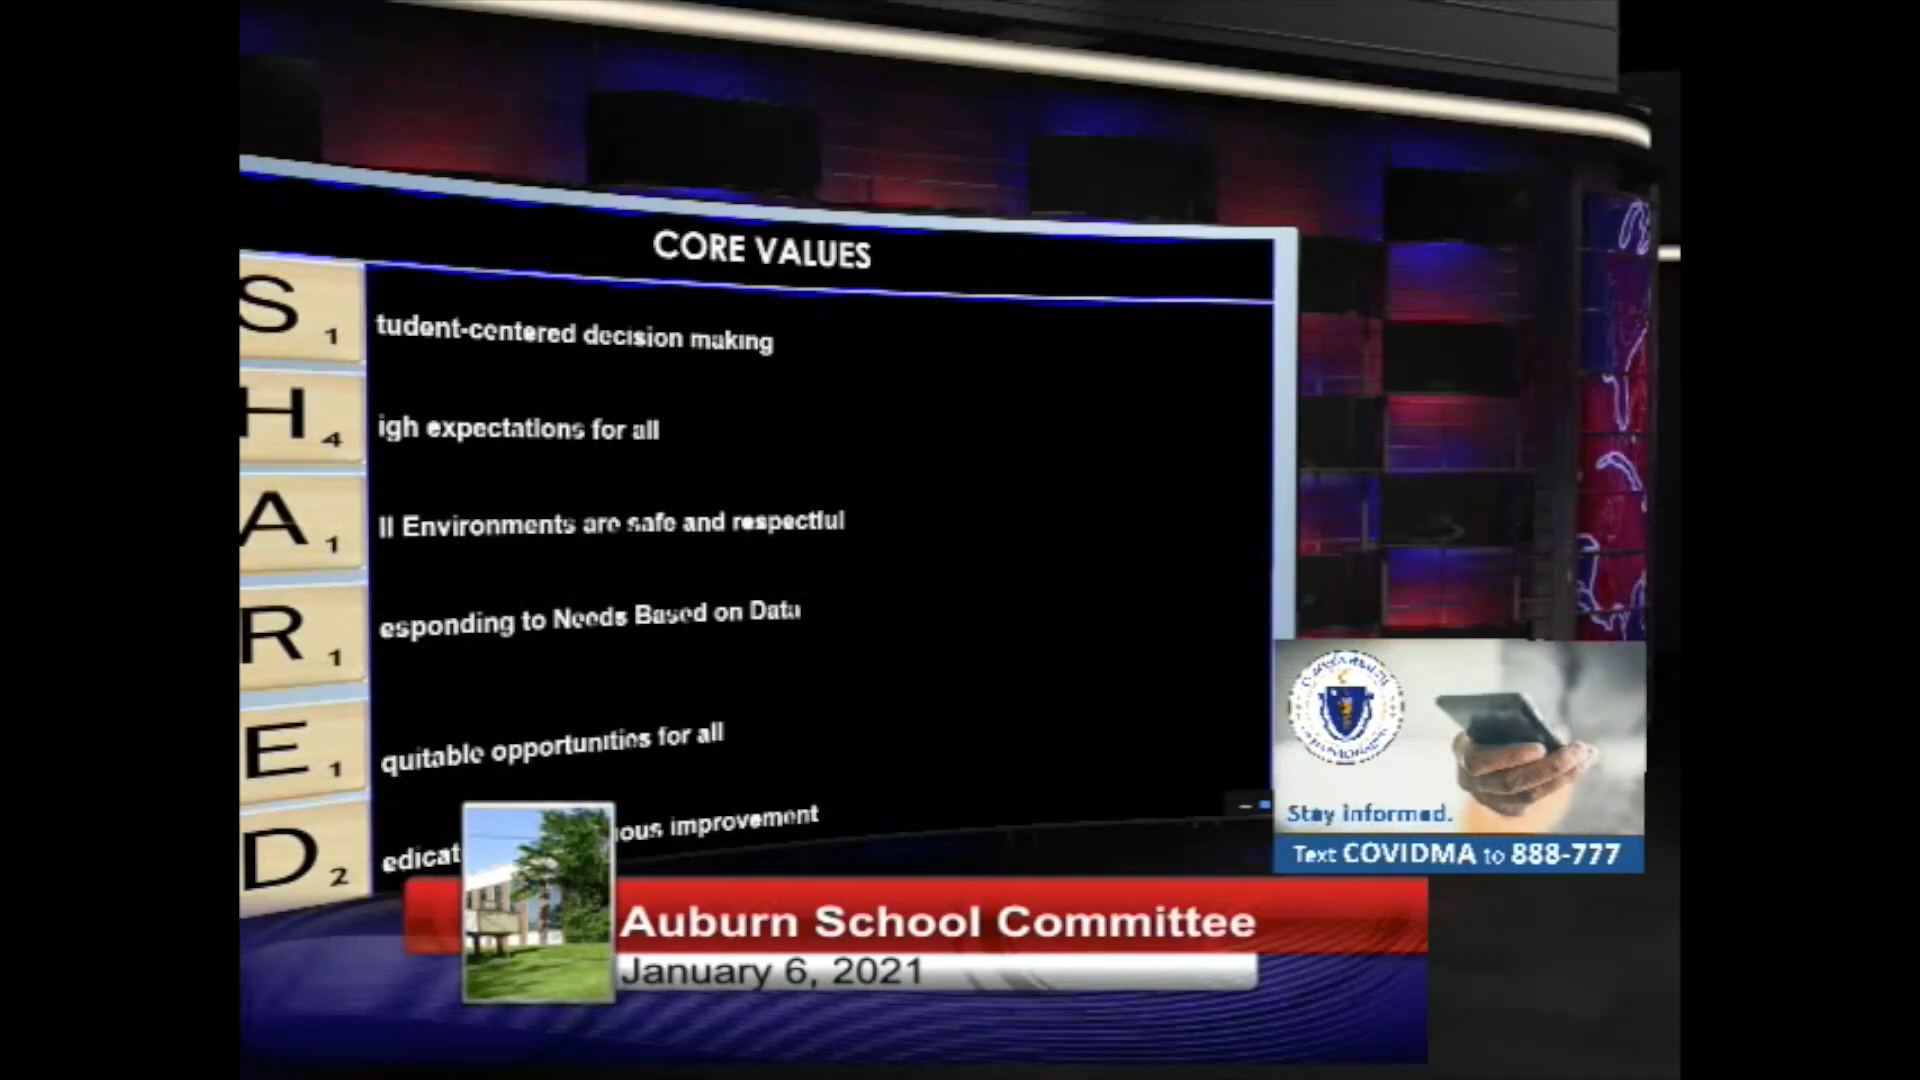 CORE VALUES
S 1 tudent-centered decision making
H 4 igh expectations for all
A 1 ll Environments are safe and respectful
R 1 esponding to Needs Based on Data
E 1 quitable opportunities for all
D 2 edicat ious improvement
Stay informed.
Text COVIDMA to 888-777
Auburn School Committee
January 6, 2021